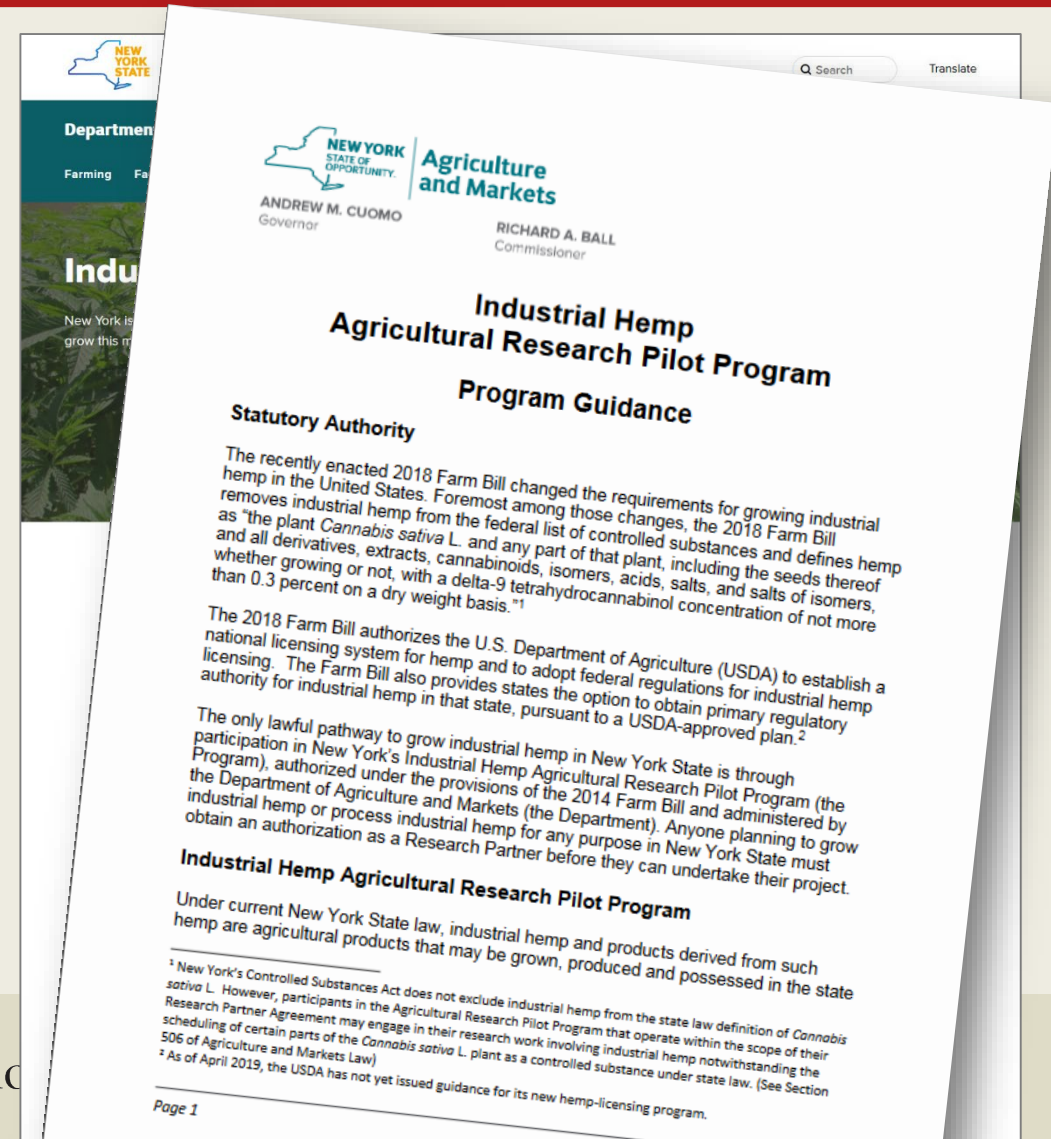 NEW
YORK
STATE
Search
Translate
Departmen
Farming Fa
Indu
New York is
grow this m
NEW YORK
STATE OF
OPPORTUNITY.
Agriculture
and Markets
ANDREW M. CUOMO
Governor
RICHARD A. BALL
Commissioner
Industrial Hemp
Agricultural Research Pilot Program
Program Guidance
Statutory Authority
The recently enacted 2018 Farm Bill changed the requirements for growing industrial
hemp in the United States. Foremost among those changes, the 2018 Farm Bill
removes industrial hemp from the federal list of controlled substances and defines hemp
as “the plant Cannabis sativa L. and any part of that plant, including the seeds thereof
and all derivatives, extracts, cannabinoids, isomers, acids, salts, and salts of isomers,
whether growing or not, with a delta-9 tetrahydrocannabinol concentration of not more
than 0.3 percent on a dry weight basis.”¹
The 2018 Farm Bill authorizes the U.S. Department of Agriculture (USDA) to establish a
national licensing system for hemp and to adopt federal regulations for industrial hemp
licensing. The Farm Bill also provides states the option to obtain primary regulatory
authority for industrial hemp in that state, pursuant to a USDA-approved plan.²
The only lawful pathway to grow industrial hemp in New York State is through
participation in New York's Industrial Hemp Agricultural Research Pilot Program (the
Program), authorized under the provisions of the 2014 Farm Bill and administered by
the Department of Agriculture and Markets (the Department). Anyone planning to grow
industrial hemp or process industrial hemp for any purpose in New York State must
obtain an authorization as a Research Partner before they can undertake their project.
Industrial Hemp Agricultural Research Pilot Program
Under current New York State law, industrial hemp and products derived from such
hemp are agricultural products that may be grown, produced and possessed in the state
¹ New York's Controlled Substances Act does not exclude industrial hemp from the state law definition of Cannabis
sativa L. However, participants in the Agricultural Research Pilot Program that operate within the scope of their
Research Partner Agreement may engage in their research work involving industrial hemp notwithstanding the
scheduling of certain parts of the Cannabis sativa L. plant as a controlled substance under state law. (See Section
506 of Agriculture and Markets Law)
² As of April 2019, the USDA has not yet issued guidance for its new hemp-licensing program.
Page 1